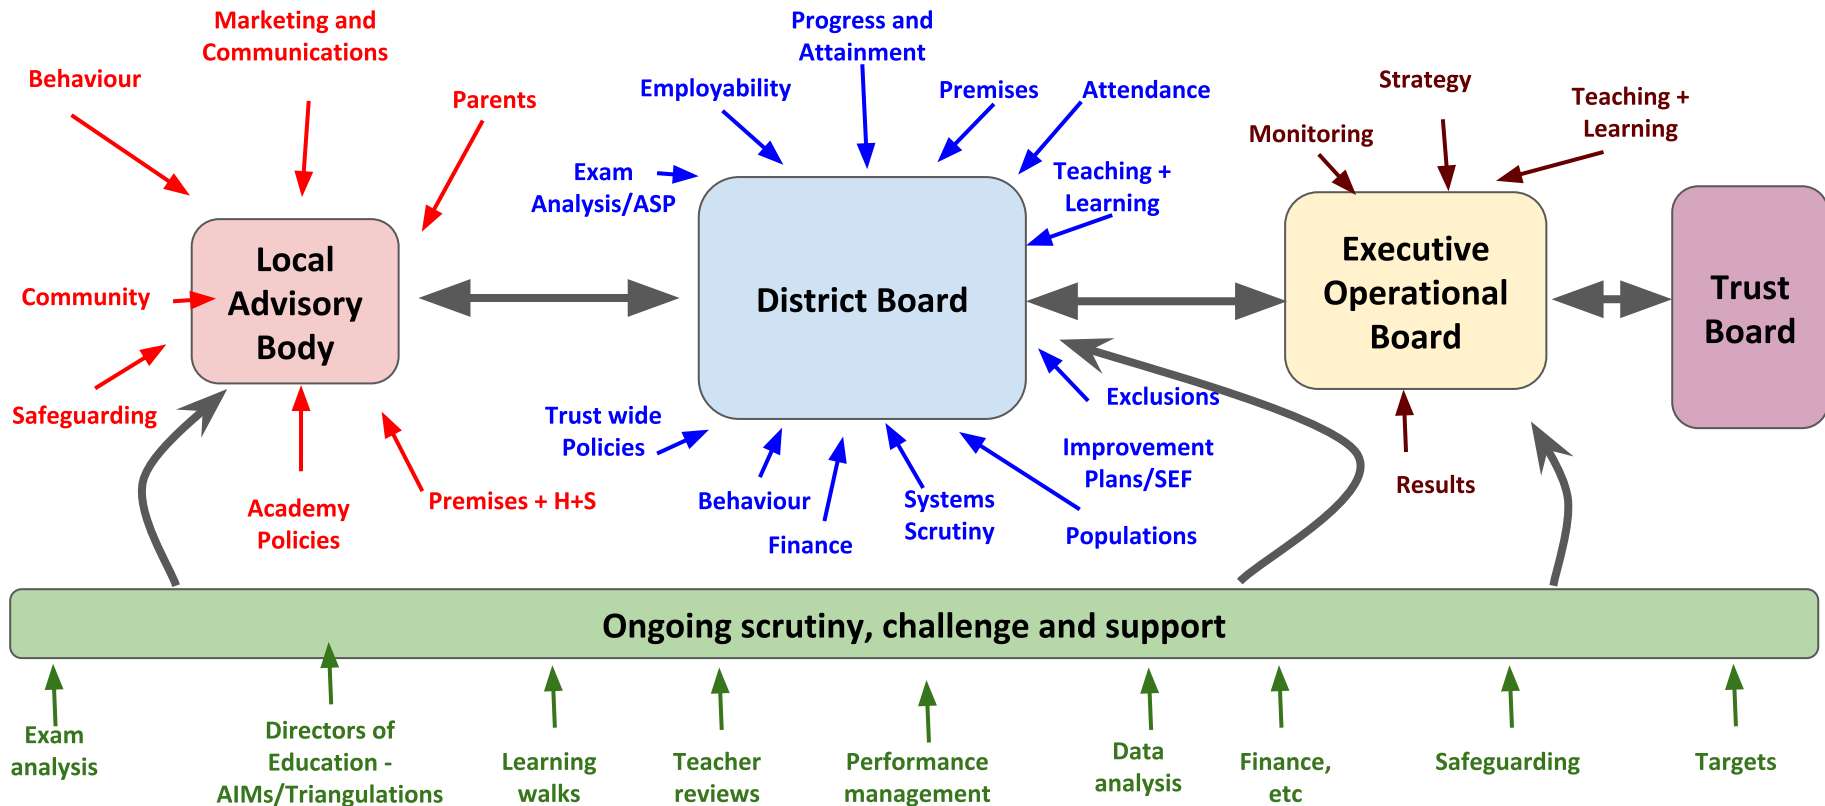 Marketing and
Communications
Behaviour
Parents
Community
Safeguarding
Academy
Policies
Premises + H+S
Local
Advisory
Body
Progress and
Attainment
Employability
Premises
Attendance
Exam
Analysis/ASP
Teaching +
Learning
District Board
Trust wide
Policies
Behaviour
Finance
Systems
Scrutiny
Populations
Improvement
Plans/SEF
Exclusions
Strategy
Monitoring
Teaching +
Learning
Executive
Operational
Board
Results
Trust
Board
Ongoing scrutiny, challenge and support
Exam
analysis
Directors of
Education -
AIMs/Triangulations
Learning
walks
Teacher
reviews
Performance
management
Data
analysis
Finance,
etc
Safeguarding
Targets